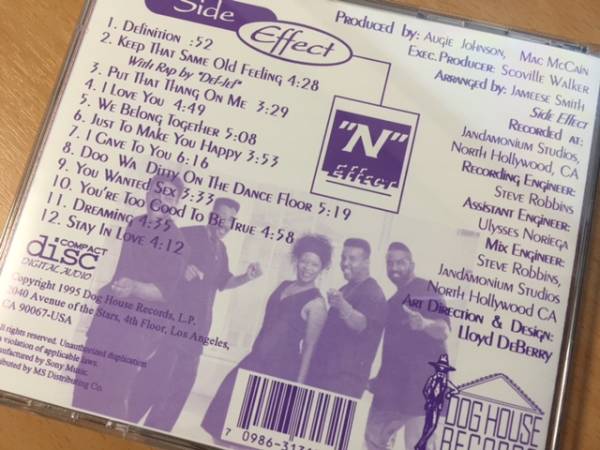 Side
Effect
1. Definition :52
2. Keep That Same Old Feeling 4:28
With Rap by "Def-Jef"
3. Put That Thang On Me 3:29
4. I Love You 4:49
5. We Belong Together 5:08
6. Just To Make You Happy 3:53
7. I Gave To You 6:16
8. Doo Wa Ditty On The Dance Floor 5:19
9. You Wanted Sex 3:33
10. You're Too Good To Be True 4:58
11. Dreaming 4:35
12. Stay In Love 4:12
"N"
Effect
Produced by: Augie Johnson, Mac McCain
Exec. Producer: Scoville Walker
Arranged by: Jameese Smith
Side Effect
Recorded at:
Jandamonium Studios,
North Hollywood, CA
Recording Engineer:
Steve Robbins
Assistant Engineer:
Ulysses Noriega
Mix Engineer:
Steve Robbins,
Jandamonium Studios
North Hollywood CA
Art Direction & Design:
Lloyd DeBerry
COMPACT
disc
DIGITAL AUDIO
Copyright 1995 Dog House Records, L.P.
2040 Avenue of the Stars, 4th Floor, Los Angeles,
CA 90067-USA
rights reserved. Unauthorized duplication
violation of applicable laws.
by Sony Music.
by MS Distributing Co.
7 0986-313
DOG HOUSE
RECORDS